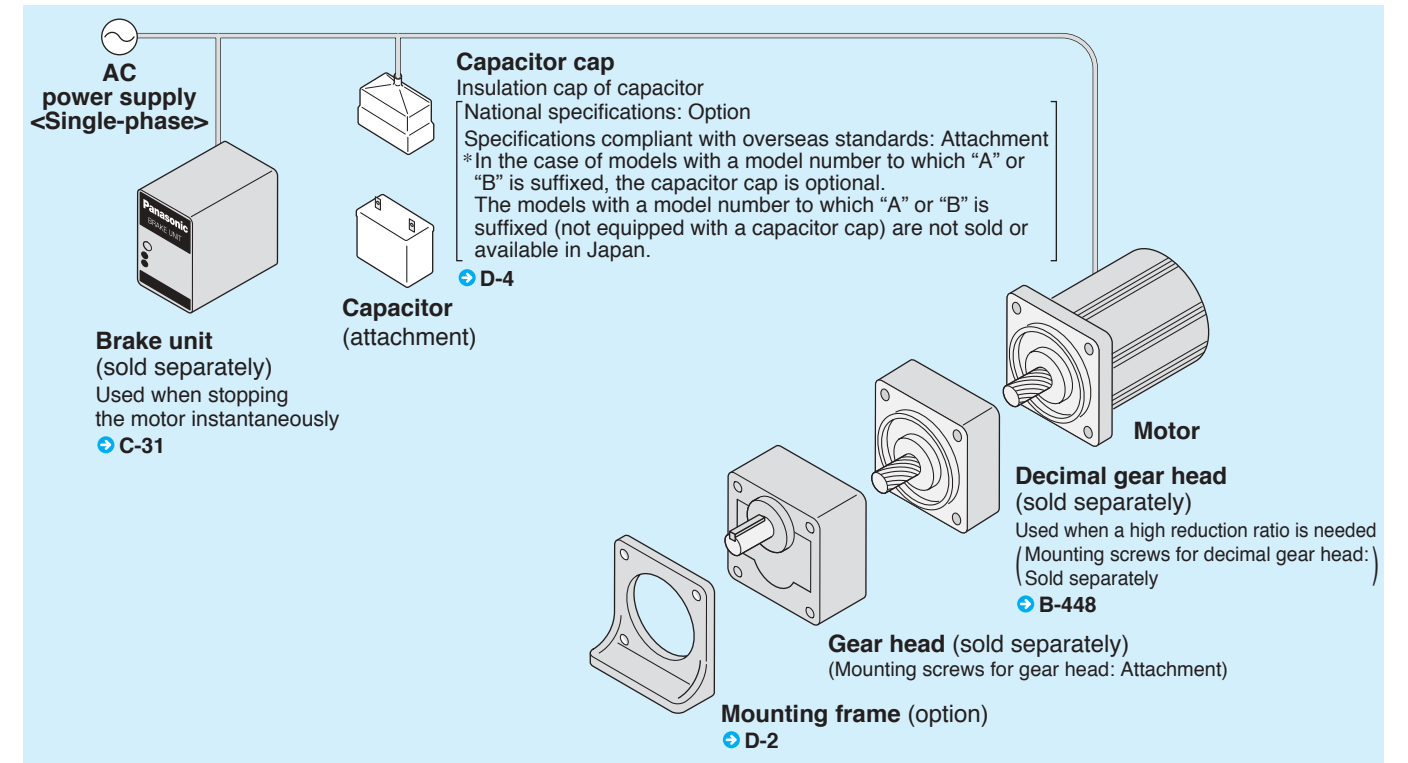 AC
power supply
<Single-phase>
Capacitor cap
Insulation cap of capacitor
National specifications: Option
Specifications compliant with overseas standards: Attachment
*In the case of models with a model number to which “A” or
“B” is suffixed, the capacitor cap is optional.
The models with a model number to which “A” or “B” is
suffixed (not equipped with a capacitor cap) are not sold or
available in Japan.
D-4
Panasonic
BRAKE UNIT
Capacitor
(attachment)
Brake unit
(sold separately)
Used when stopping
the motor instantaneously
C-31
Motor
Decimal gear head
(sold separately)
Used when a high reduction ratio is needed
(Mounting screws for decimal gear head:
Sold separately)
B-448
Gear head (sold separately)
(Mounting screws for gear head: Attachment)
Mounting frame (option)
D-2